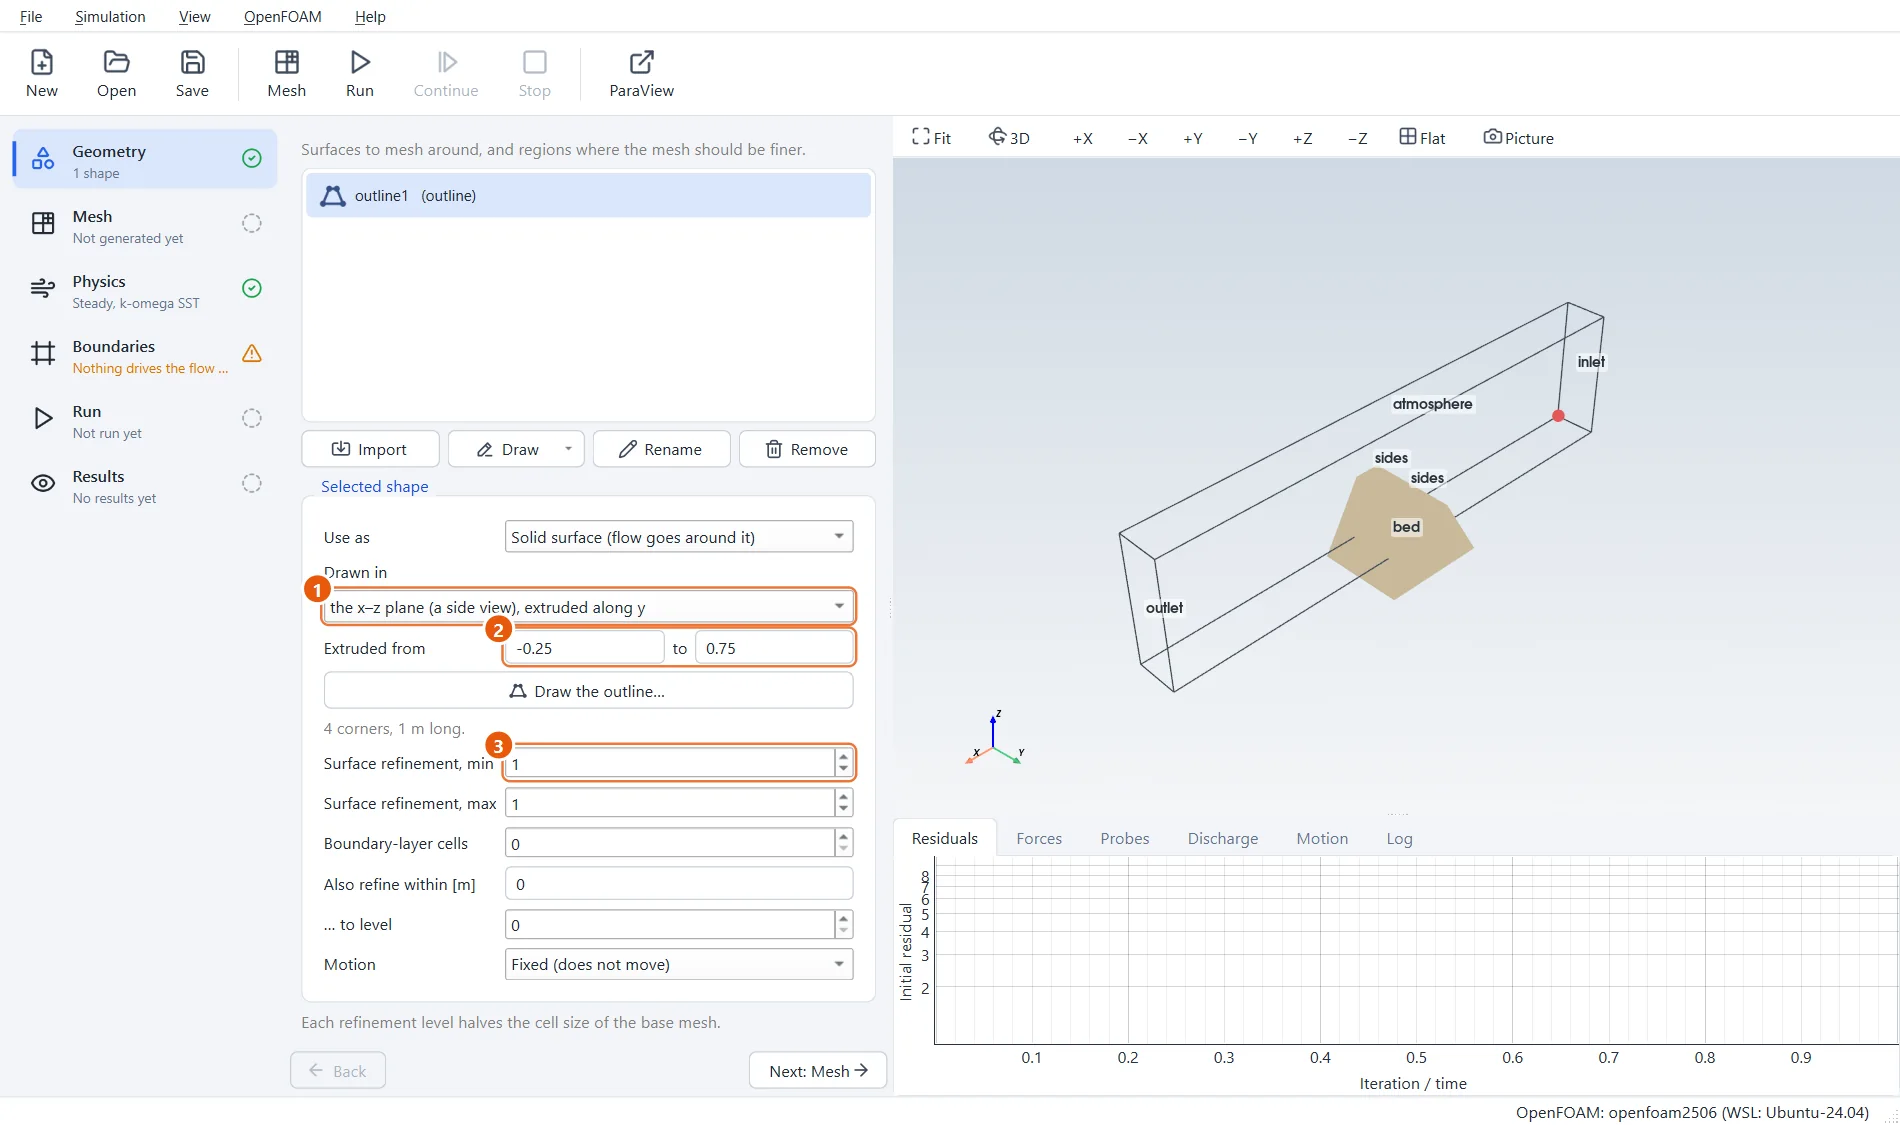 File Simulation View OpenFOAM Help
New Open Save Mesh Run Continue Stop ParaView
Geometry
1 shape
Mesh
Not generated yet
Physics
Steady, k-omega SST
Boundaries
Nothing drives the flow ...
Run
Not run yet
Results
No results yet
Surfaces to mesh around, and regions where the mesh should be finer.
outline1 (outline)
Import Draw Rename Remove
Selected shape
Use as Solid surface (flow goes around it)
Drawn in
1
the x–z plane (a side view), extruded along y
2
Extruded from -0.25 to 0.75
Draw the outline...
4 corners, 1 m long.
3
Surface refinement, min 1
Surface refinement, max 1
Boundary-layer cells 0
Also refine within [m] 0
... to level 0
Motion Fixed (does not move)
Each refinement level halves the cell size of the base mesh.
Back Next: Mesh
Fit 3D +X −X +Y −Y +Z −Z Flat Picture
inlet
atmosphere
sides
sides
bed
outlet
Z
X Y
Residuals Forces Probes Discharge Motion Log
8
7
6
5
4
3
2
Initial residual
0.1 0.2 0.3 0.4 0.5 0.6 0.7 0.8 0.9
Iteration / time
OpenFOAM: openfoam2506 (WSL: Ubuntu-24.04)